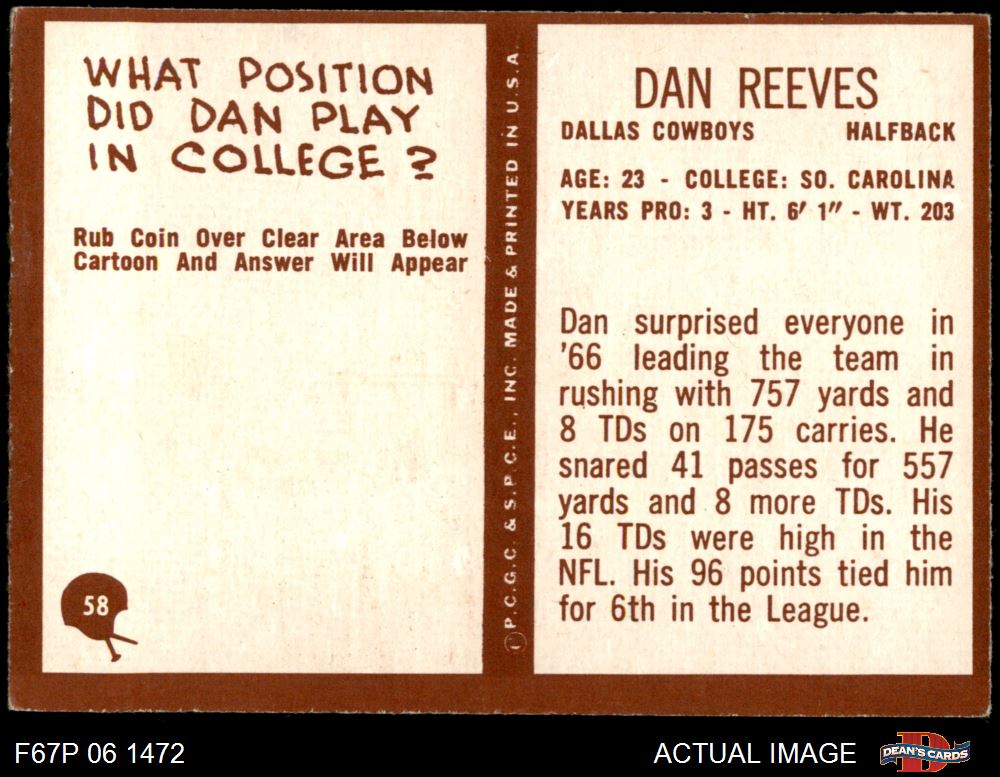 WHAT POSITION
DID DAN PLAY
IN COLLEGE ?
Rub Coin Over Clear Area Below
Cartoon And Answer Will Appear
58
©P.C.G.C. & S.P.C.E., INC. MADE & PRINTED IN U.S.A.
DAN REEVES
DALLAS COWBOYS HALFBACK
AGE: 23 - COLLEGE: SO. CAROLINA
YEARS PRO: 3 - HT. 6' 1" - WT. 203
Dan surprised everyone in
'66 leading the team in
rushing with 757 yards and
8 TDs on 175 carries. He
snared 41 passes for 557
yards and 8 more TDs. His
16 TDs were high in the
NFL. His 96 points tied him
for 6th in the League.
F67P 06 1472
ACTUAL IMAGE
D
DEAN'S CARDS